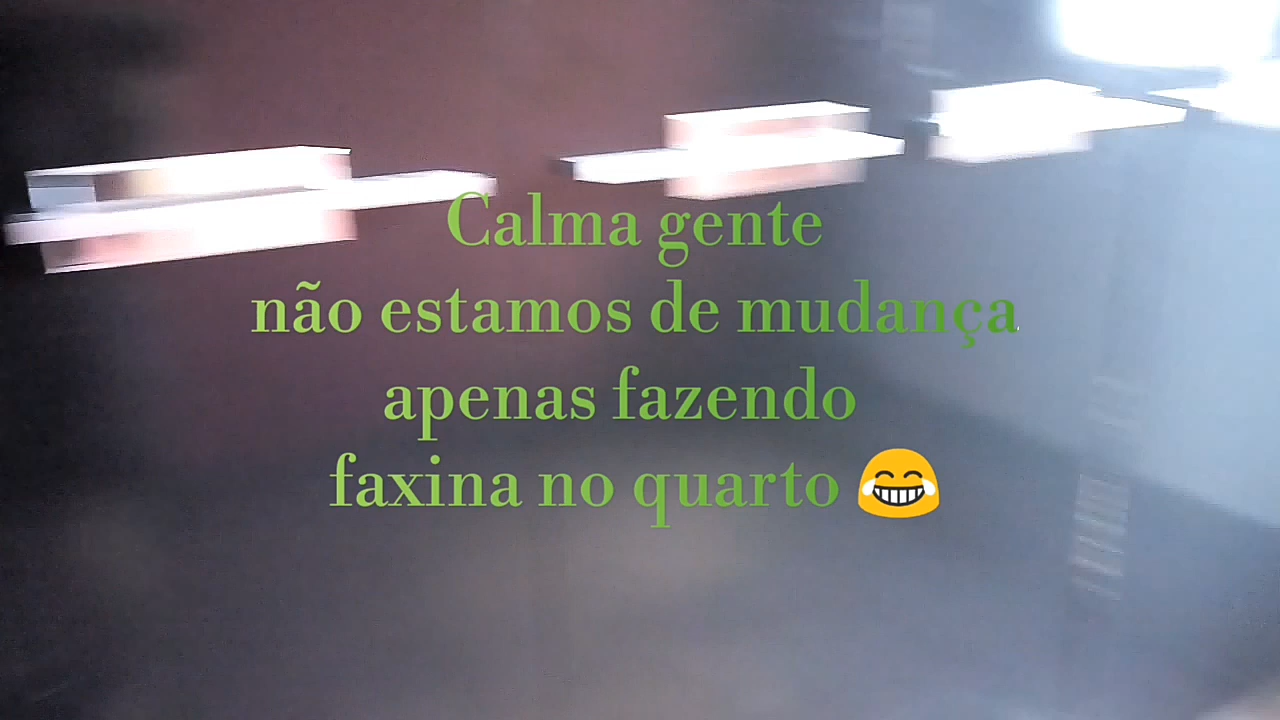 Calma gente
não estamos de mudança
apenas fazendo
faxina no quarto 😂